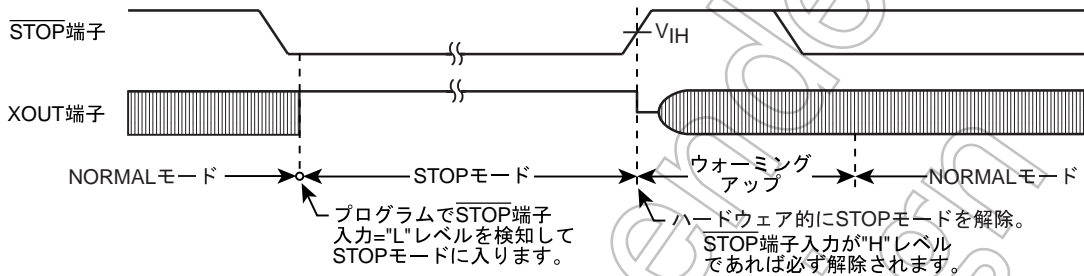 STOP端子
VIH
XOUT端子
NORMALモード
STOPモード
ウォーミング
アップ
NORMALモード
プログラムでSTOP端子
入力="L"レベルを検知して
STOPモードに入ります。
ハードウェア的にSTOPモードを解除。
STOP端子入力が"H"レベル
であれば必ず解除されます。